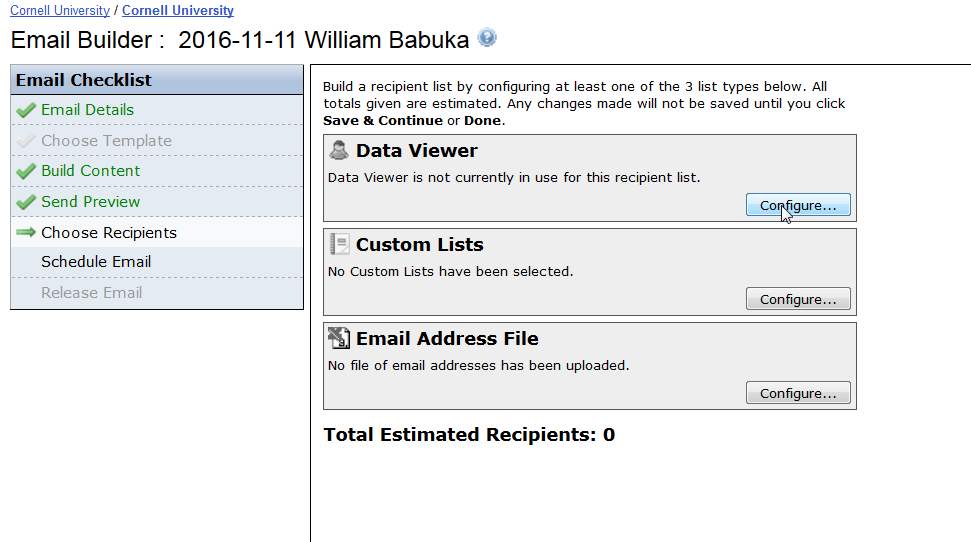 Cornell University / Cornell University
Email Builder :  2016-11-11 William Babuka
Email Checklist
Email Details
Choose Template
Build Content
Send Preview
Choose Recipients
Schedule Email
Release Email
Build a recipient list by configuring at least one of the 3 list types below. All
totals given are estimated. Any changes made will not be saved until you click
Save & Continue or Done.
Data Viewer
Data Viewer is not currently in use for this recipient list.
Configure...
Custom Lists
No Custom Lists have been selected.
Configure...
Email Address File
No file of email addresses has been uploaded.
Configure...
Total Estimated Recipients: 0